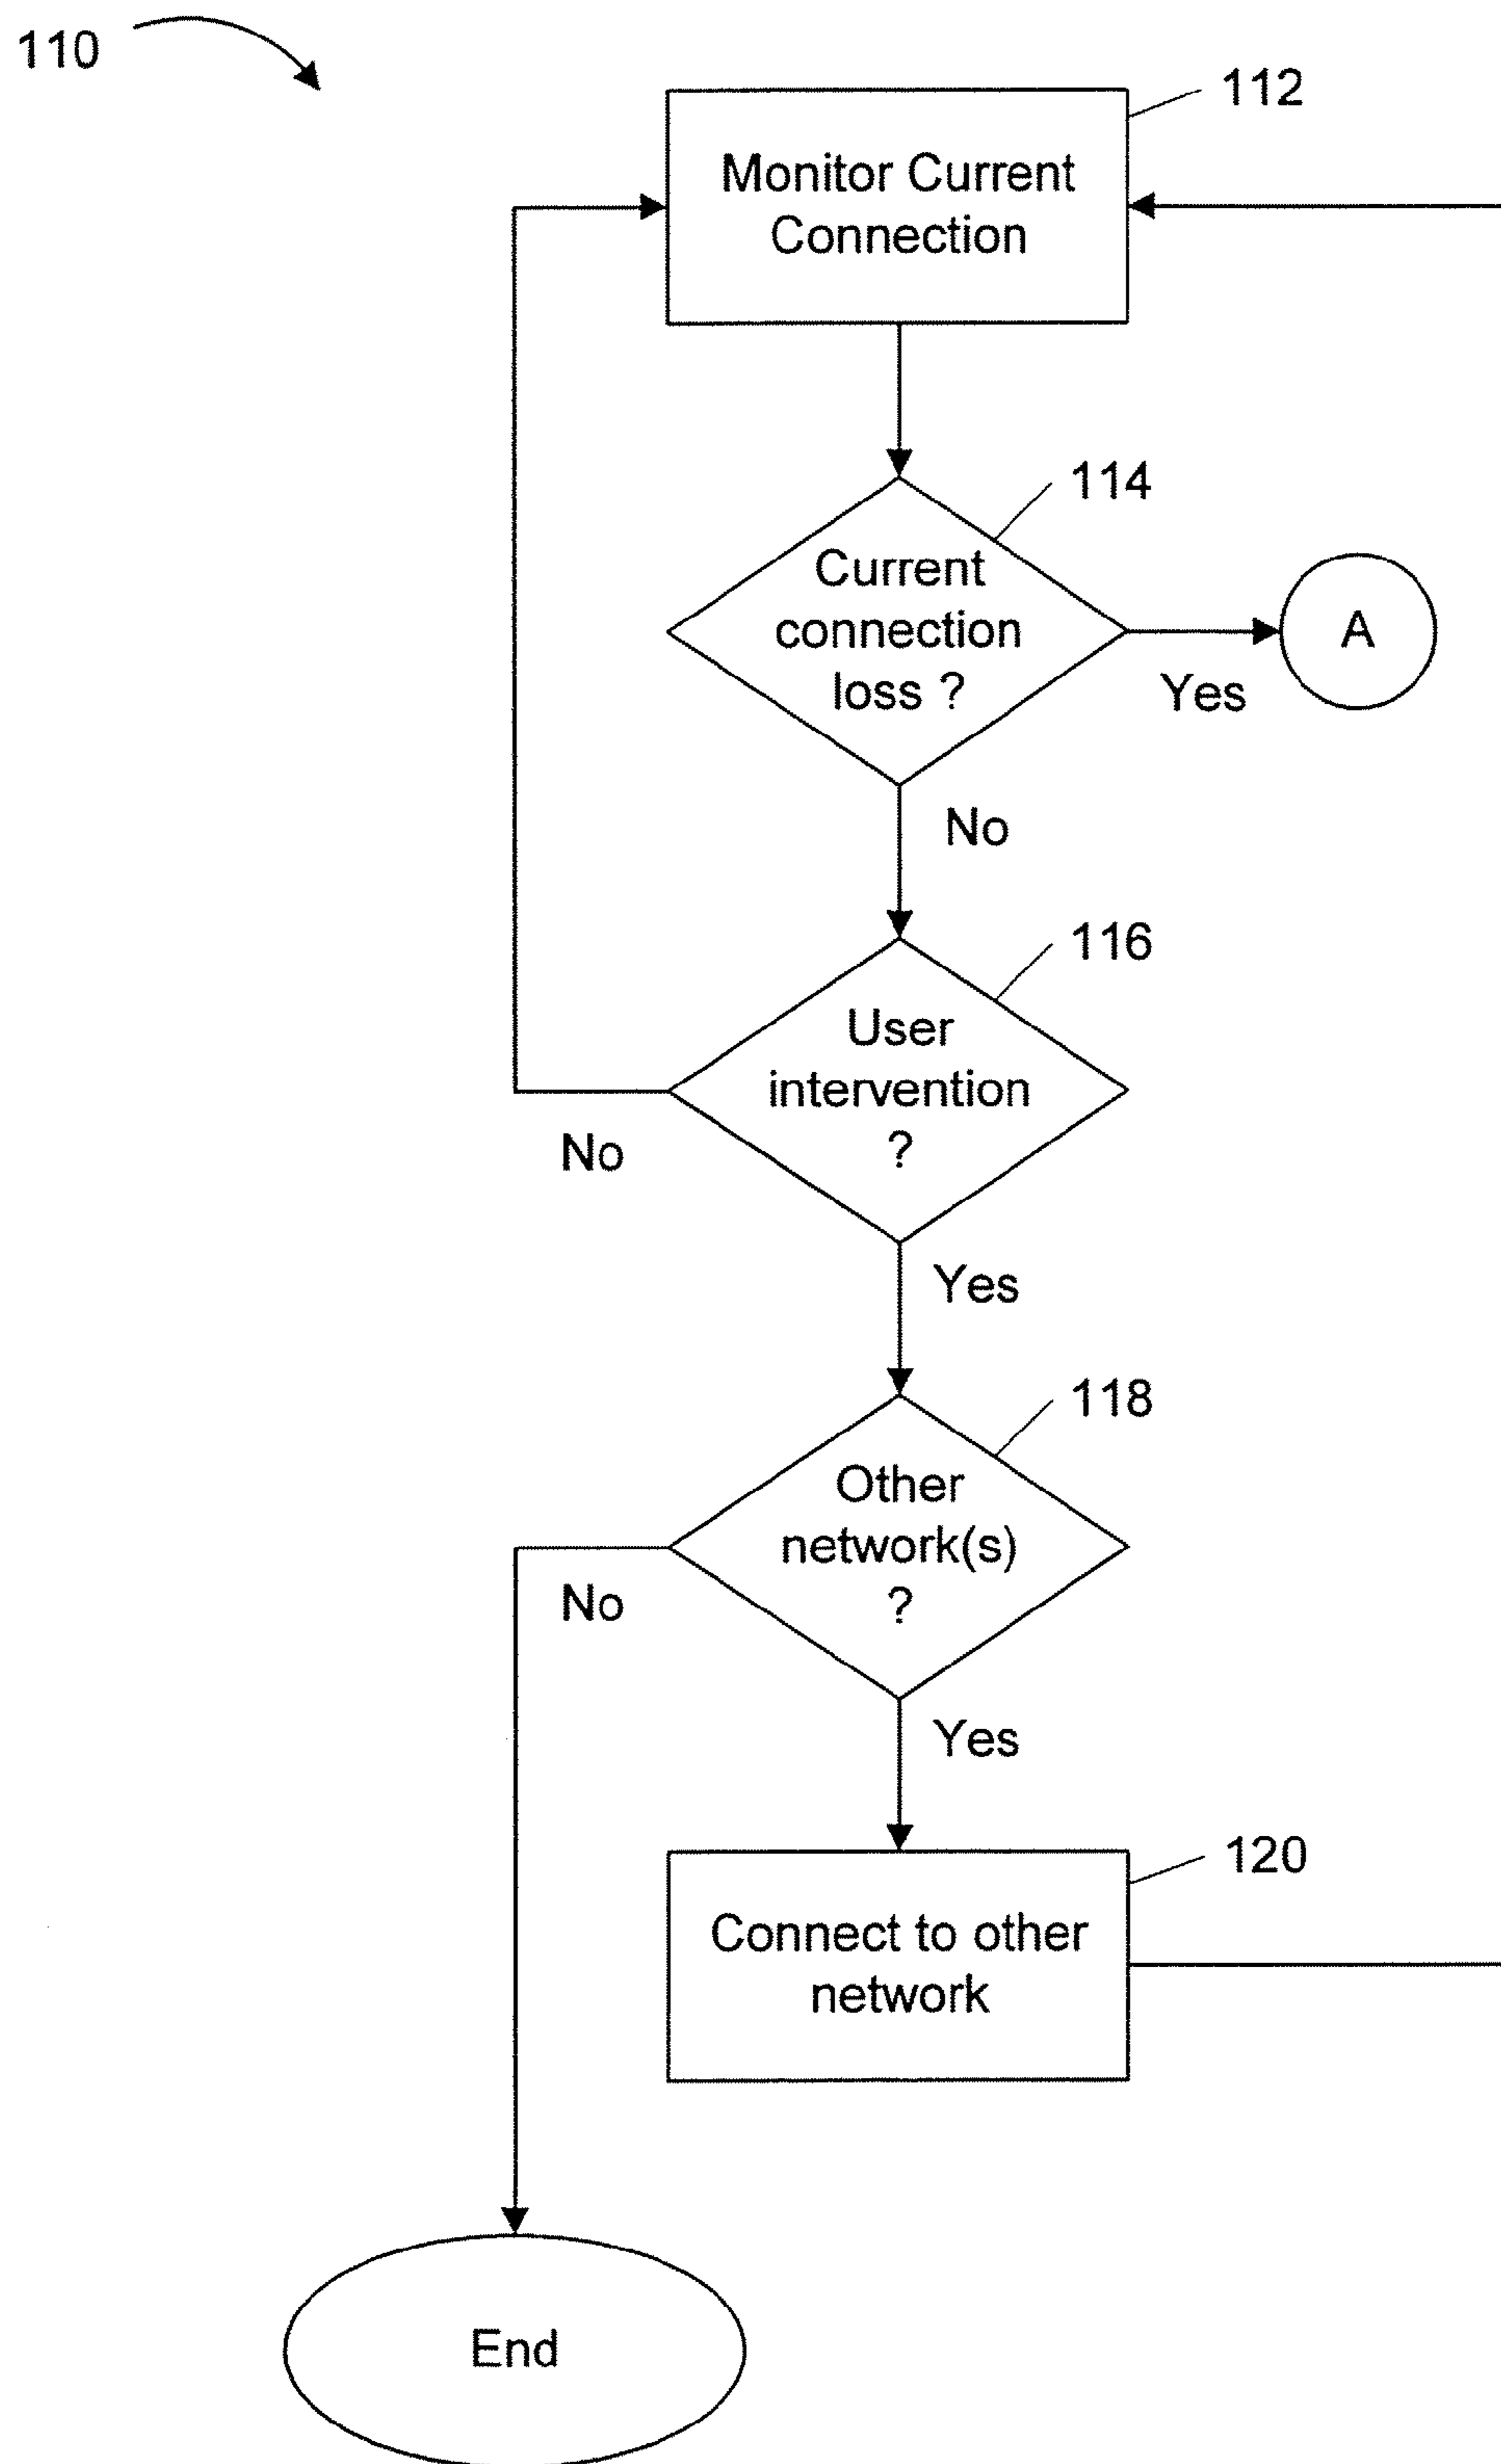 110
112
Monitor Current
Connection
114
Current
connection
loss ?
A
Yes
No
116
User
intervention
?
No
Yes
118
Other
network(s)
?
No
Yes
120
Connect to other
network
End